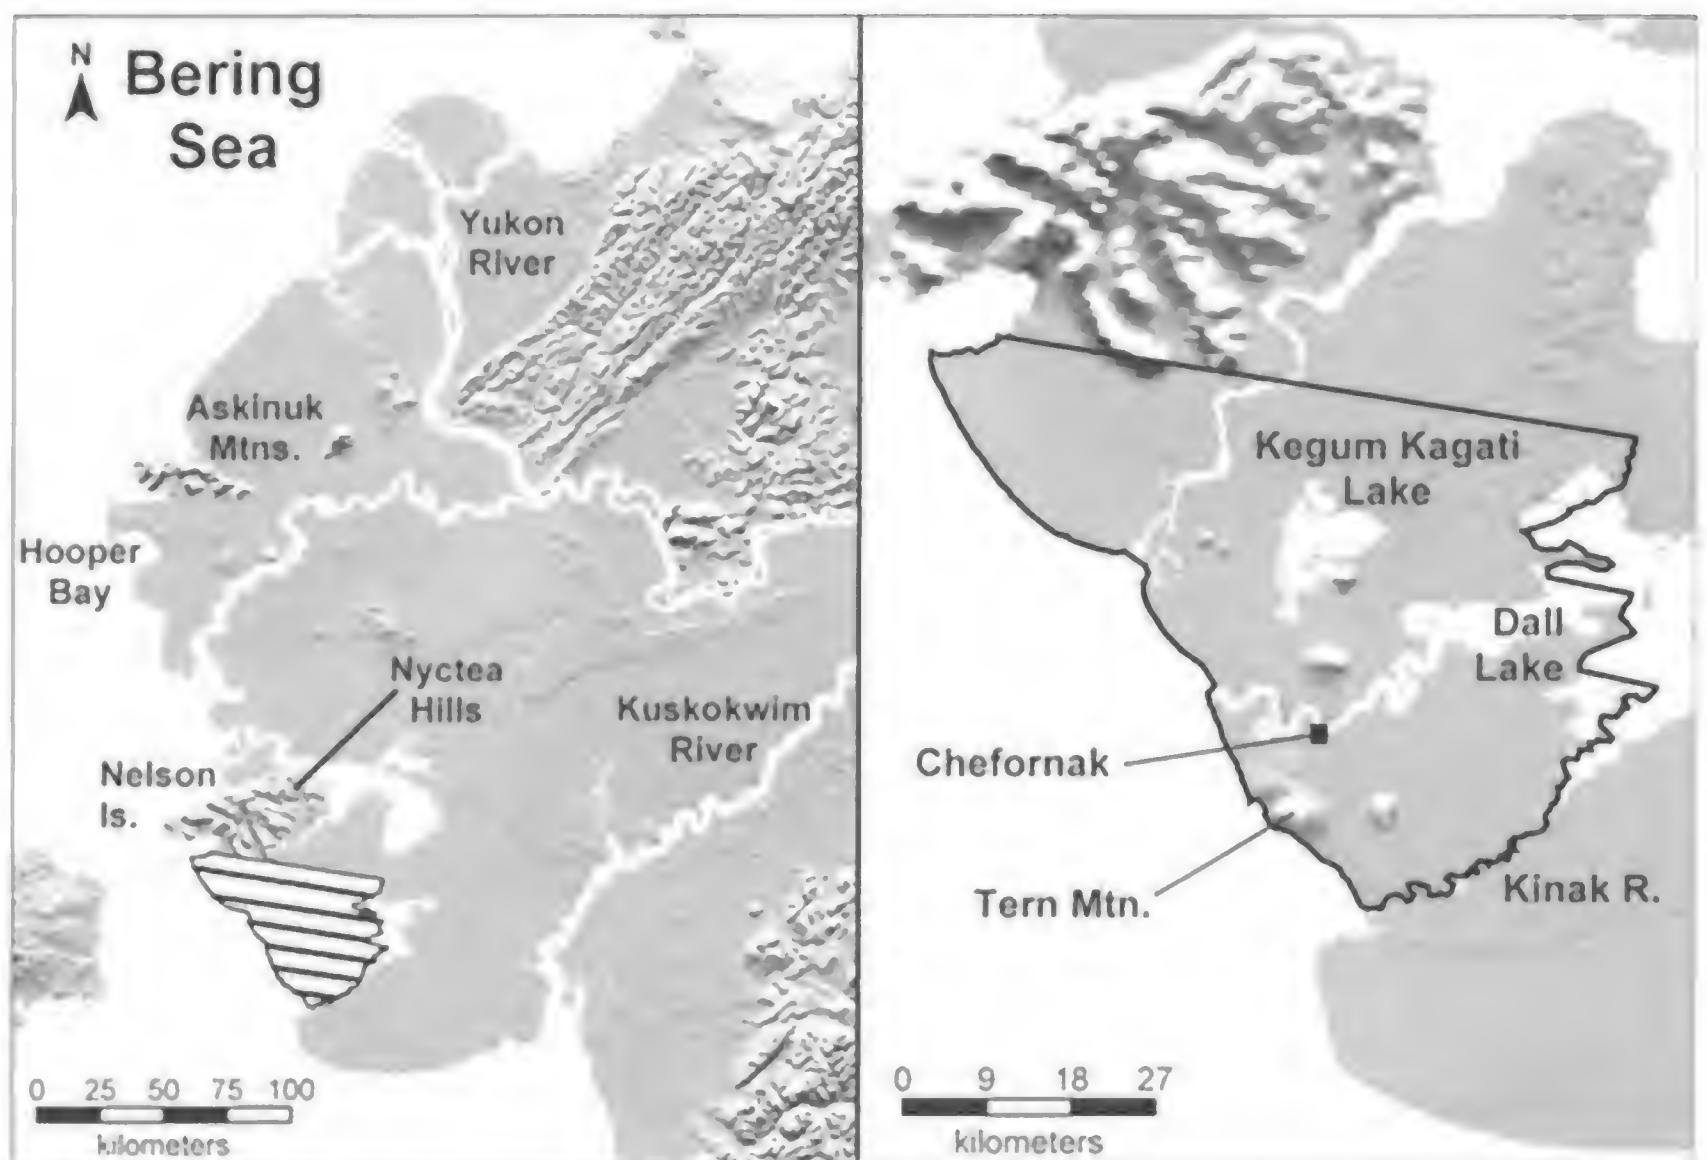 N
Bering
Sea
Yukon
River
Askinuk
Mtns.
Hooper
Bay
Nyctea
Hills
Kuskokwim
River
Nelson
Is.
0 25 50 75 100
kilometers
Kegum Kagati
Lake
Dall
Lake
Chefornak
Tern Mtn.
Kinak R.
0 9 18 27
kilometers